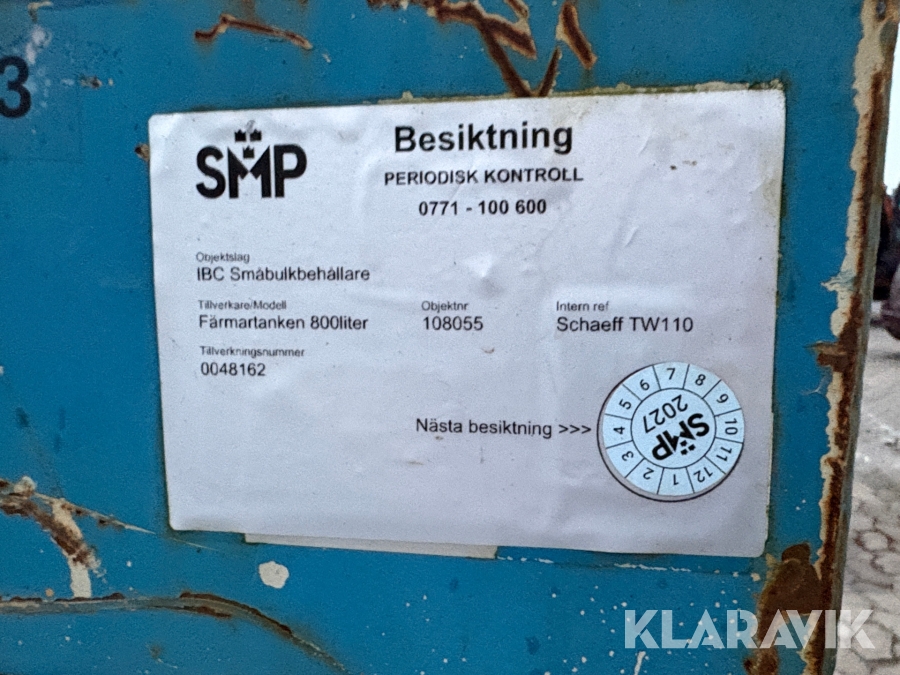 3
SMP
Besiktning
PERIODISK KONTROLL
0771 - 100 600
Objektslag
IBC Småbulkbehållare
Tillverkare/Modell
Färmartanken 800liter
Objektnr
108055
Intern ref
Schaeff TW110
Tillverkningsnummer
0048162
Nästa besiktning >>>
1 2 3 4 5 6 7 8 9 10 11 12
SMP
2027
KLARAVIK